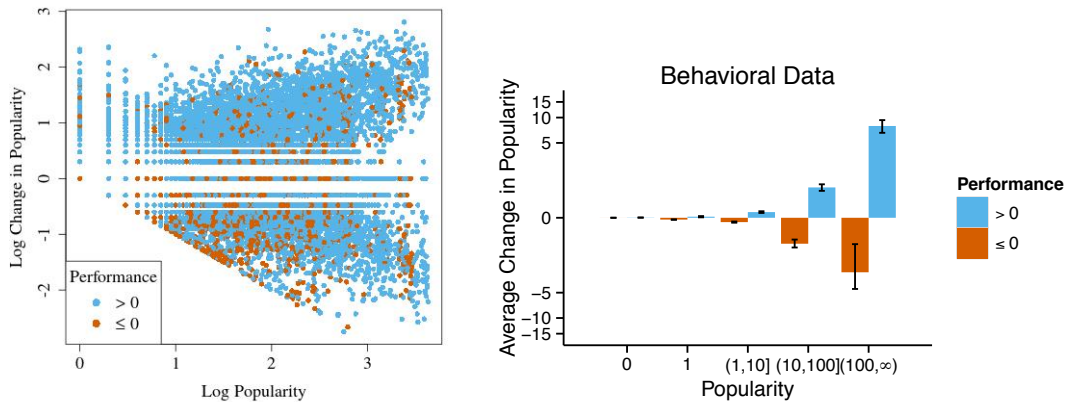 3
2
1
0
-1
-2
Log Change in Popularity
Performance
> 0
≤ 0
0 1 2 3
Log Popularity
Behavioral Data
Average Change in Popularity
15
10
5
0
−5
−10
−15
0 1 (1,10] (10,100] (100,∞)
Popularity
Performance
> 0
≤ 0